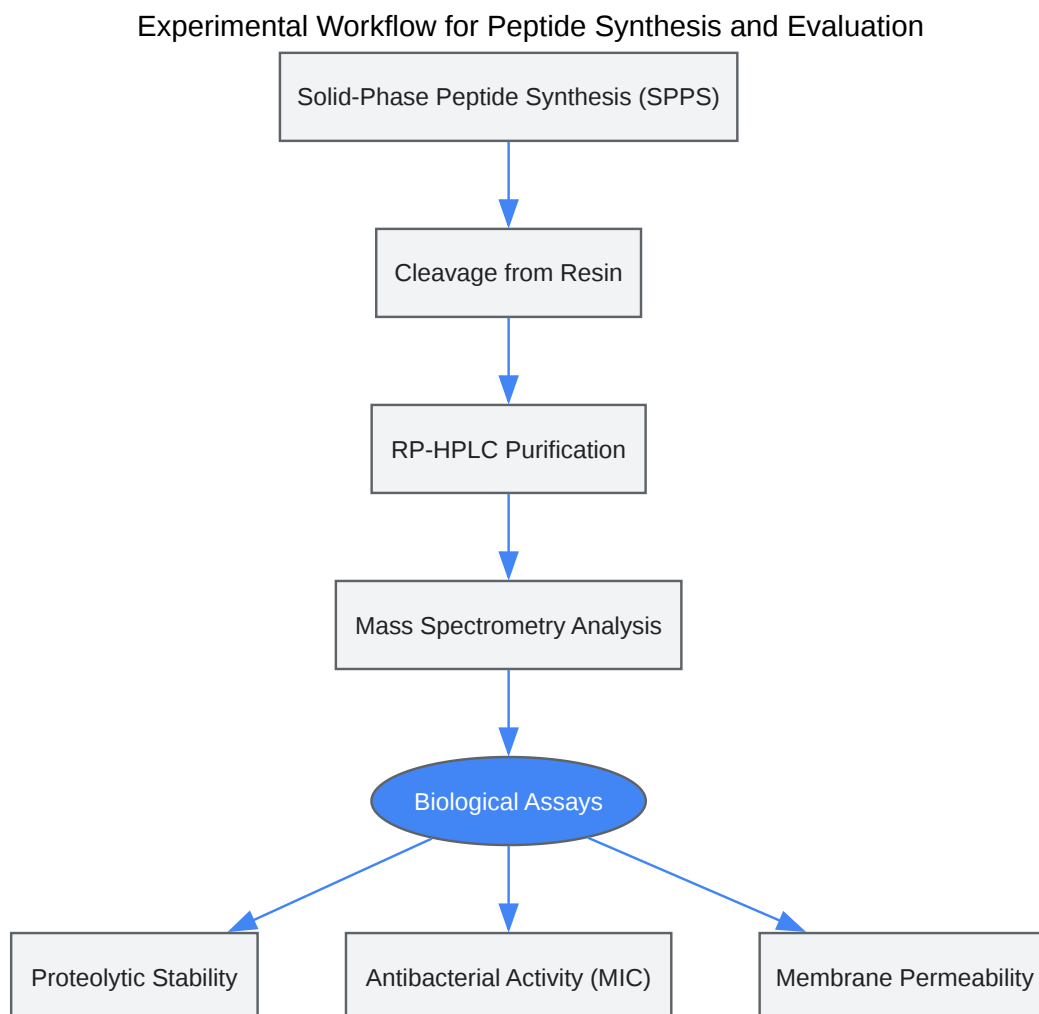 Experimental Workflow for Peptide Synthesis and Evaluation
Solid-Phase Peptide Synthesis (SPPS)
Cleavage from Resin
RP-HPLC Purification
Mass Spectrometry Analysis
Biological Assays
Proteolytic Stability
Antibacterial Activity (MIC)
Membrane Permeability